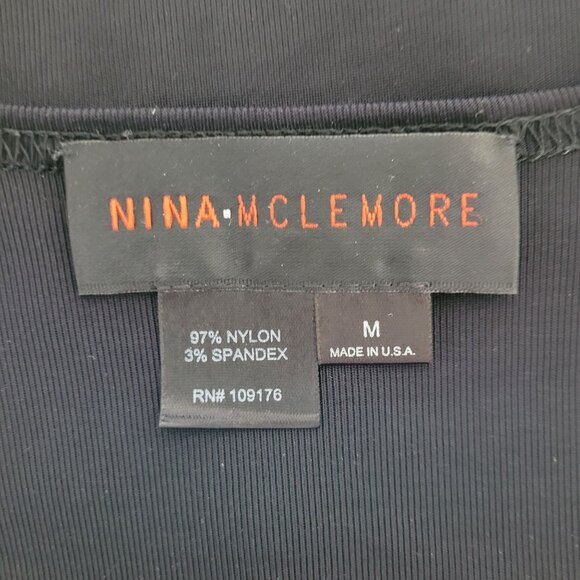 NINA·MCLEMORE
97% NYLON
3% SPANDEX
RN# 109176
M
MADE IN U.S.A.